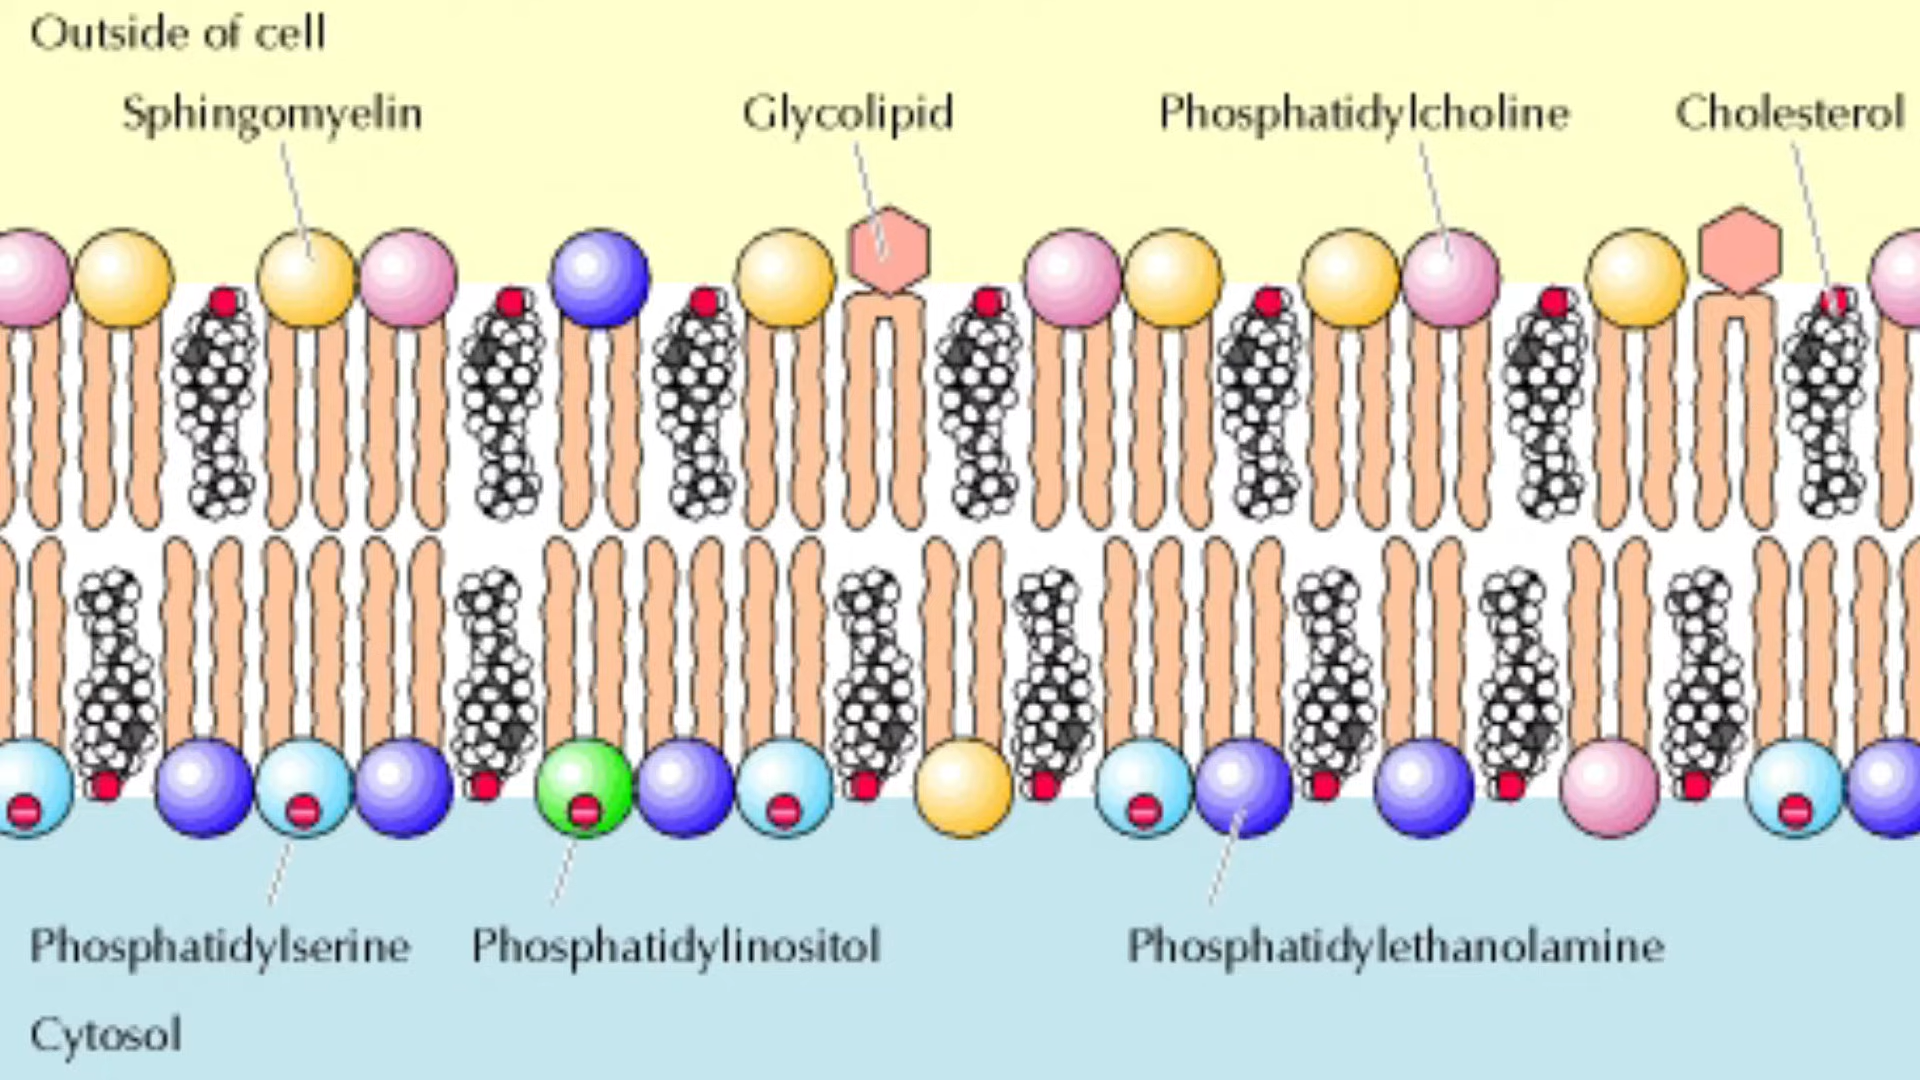 Outside of cell
Sphingomyelin
Glycolipid
Phosphatidylcholine
Cholesterol
Phosphatidylserine
Phosphatidylinositol
Phosphatidylethanolamine
Cytosol